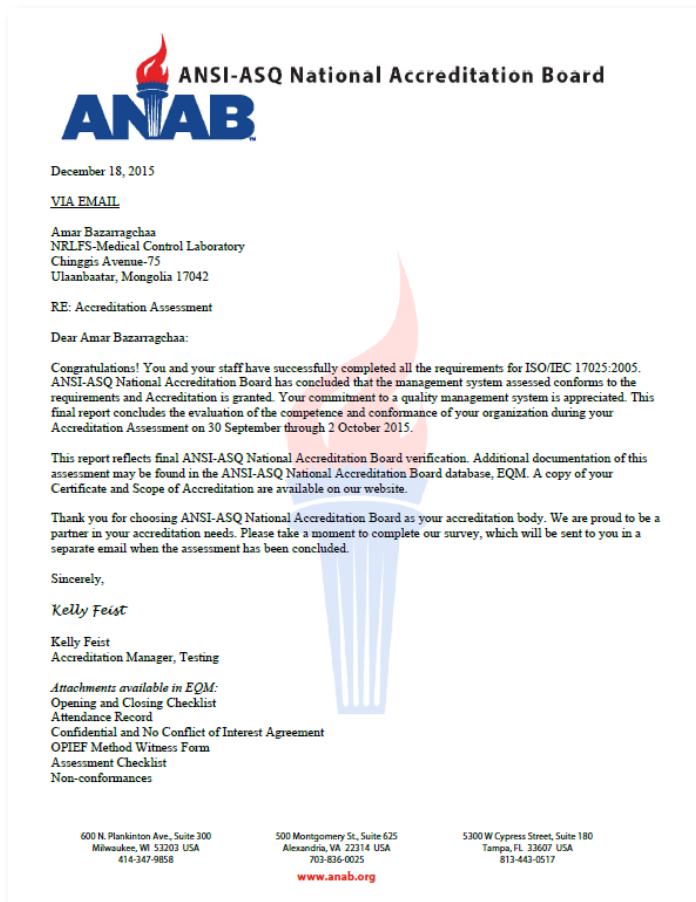 ANSI-ASQ National Accreditation Board
ANAB
TM
December 18, 2015
VIA EMAIL
Amar Bazarragchaa
NRLFS-Medical Control Laboratory
Chinggis Avenue-75
Ulaanbaatar, Mongolia 17042
RE: Accreditation Assessment
Dear Amar Bazarragchaa:
Congratulations! You and your staff have successfully completed all the requirements for ISO/IEC 17025:2005.
ANSI-ASQ National Accreditation Board has concluded that the management system assessed conforms to the
requirements and Accreditation is granted. Your commitment to a quality management system is appreciated. This
final report concludes the evaluation of the competence and conformance of your organization during your
Accreditation Assessment on 30 September through 2 October 2015.
This report reflects final ANSI-ASQ National Accreditation Board verification. Additional documentation of this
assessment may be found in the ANSI-ASQ National Accreditation Board database, EQM. A copy of your
Certificate and Scope of Accreditation are available on our website.
Thank you for choosing ANSI-ASQ National Accreditation Board as your accreditation body. We are proud to be a
partner in your accreditation needs. Please take a moment to complete our survey, which will be sent to you in a
separate email when the assessment has been concluded.
Sincerely,
Kelly Feist
Kelly Feist
Accreditation Manager, Testing
Attachments available in EQM:
Opening and Closing Checklist
Attendance Record
Confidential and No Conflict of Interest Agreement
OPIEF Method Witness Form
Assessment Checklist
Non-conformances
600 N. Plankinton Ave., Suite 300
Milwaukee, WI 53203 USA
414-347-9858
500 Montgomery St., Suite 625
Alexandria, VA 22314 USA
703-836-0025
5300 W Cypress Street, Suite 180
Tampa, FL 33607 USA
813-443-0517
www.anab.org